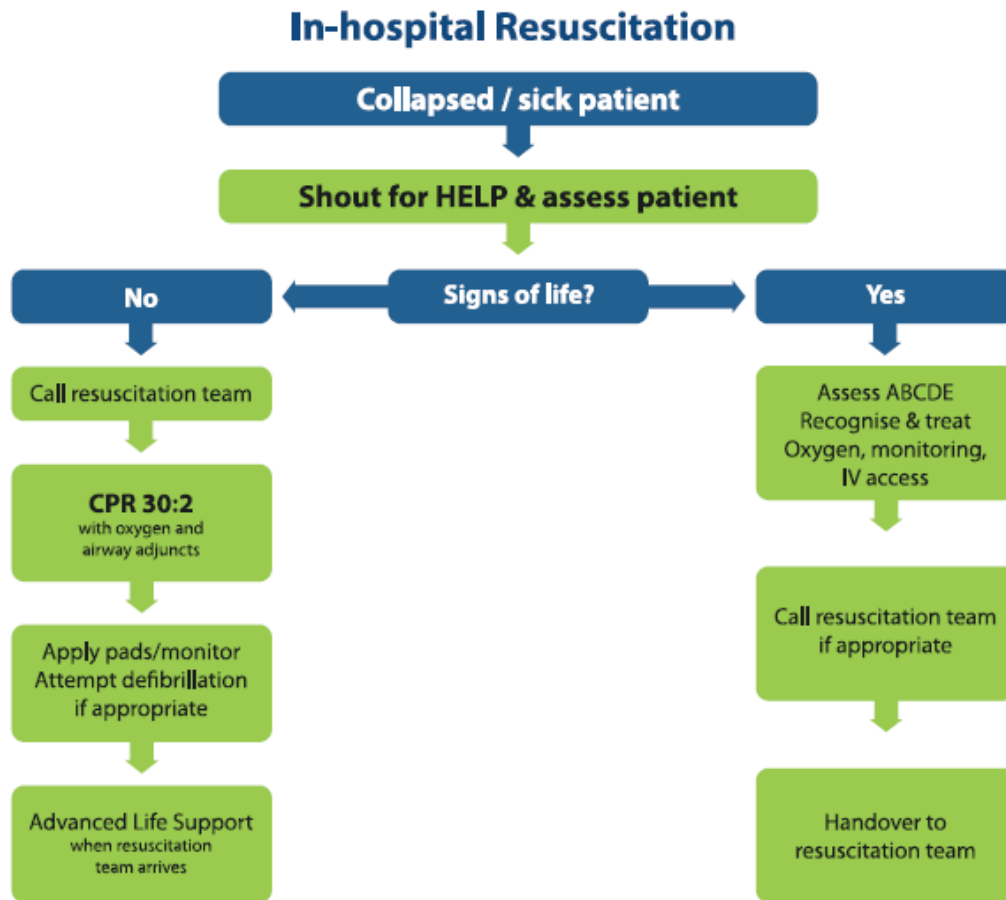 In-hospital Resuscitation
Collapsed / sick patient
Shout for HELP & assess patient
Signs of life?
No
Call resuscitation team
CPR 30:2
with oxygen and
airway adjuncts
Apply pads/monitor
Attempt defibrillation
if appropriate
Advanced Life Support
when resuscitation
team arrives
Yes
Assess ABCDE
Recognise & treat
Oxygen, monitoring,
IV access
Call resuscitation team
if appropriate
Handover to
resuscitation team